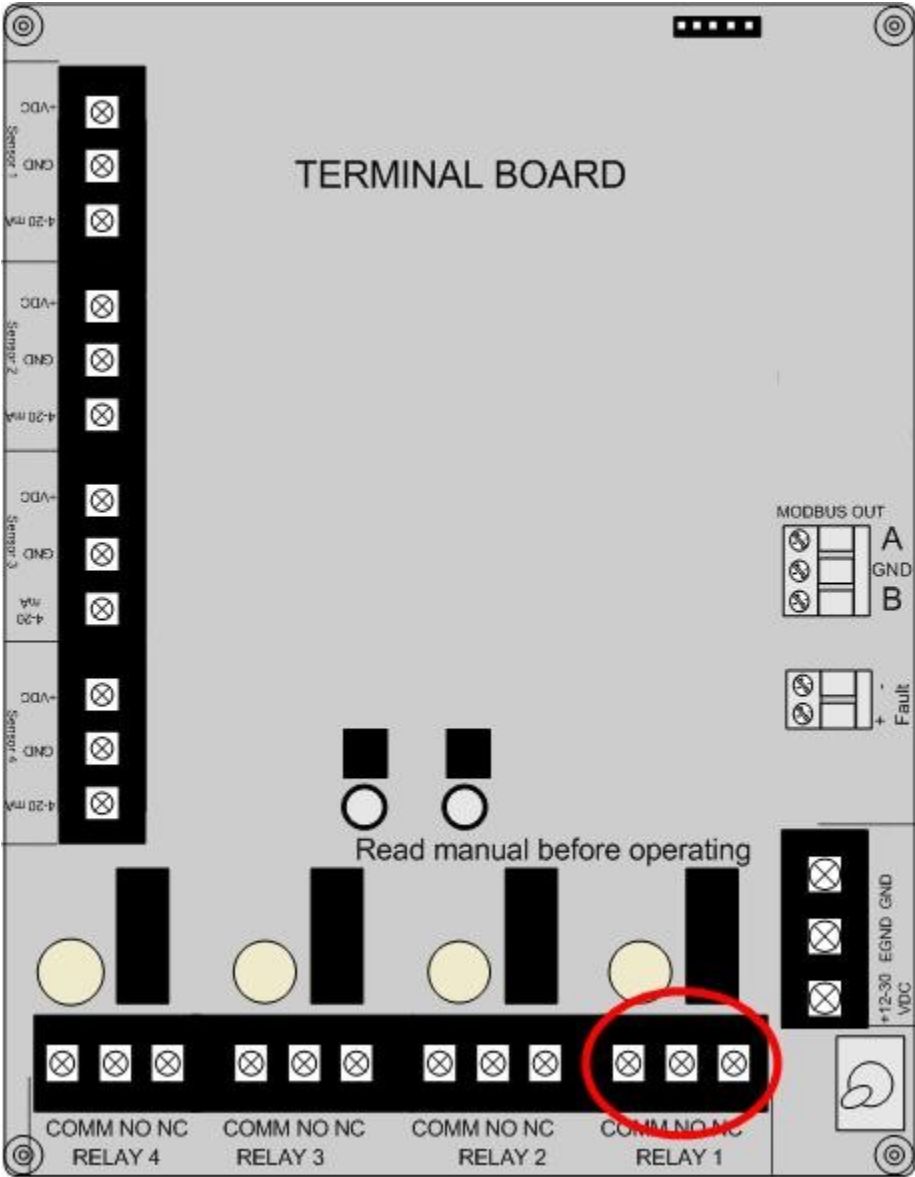 TERMINAL BOARD
+VDC
Sensor 1
GND
4-20 mA
+VDC
Sensor 2
GND
4-20 mA
+VDC
Sensor 3
GND
4-20
mA
+VDC
Sensor 4
GND
4-20 mA
MODBUS OUT
A
GND
B
-
+
Fault
Read manual before operating
GND
EGND
+12-30
VDC
COMM NO NC
RELAY 4
COMM NO NC
RELAY 3
COMM NO NC
RELAY 2
COMM NO NC
RELAY 1